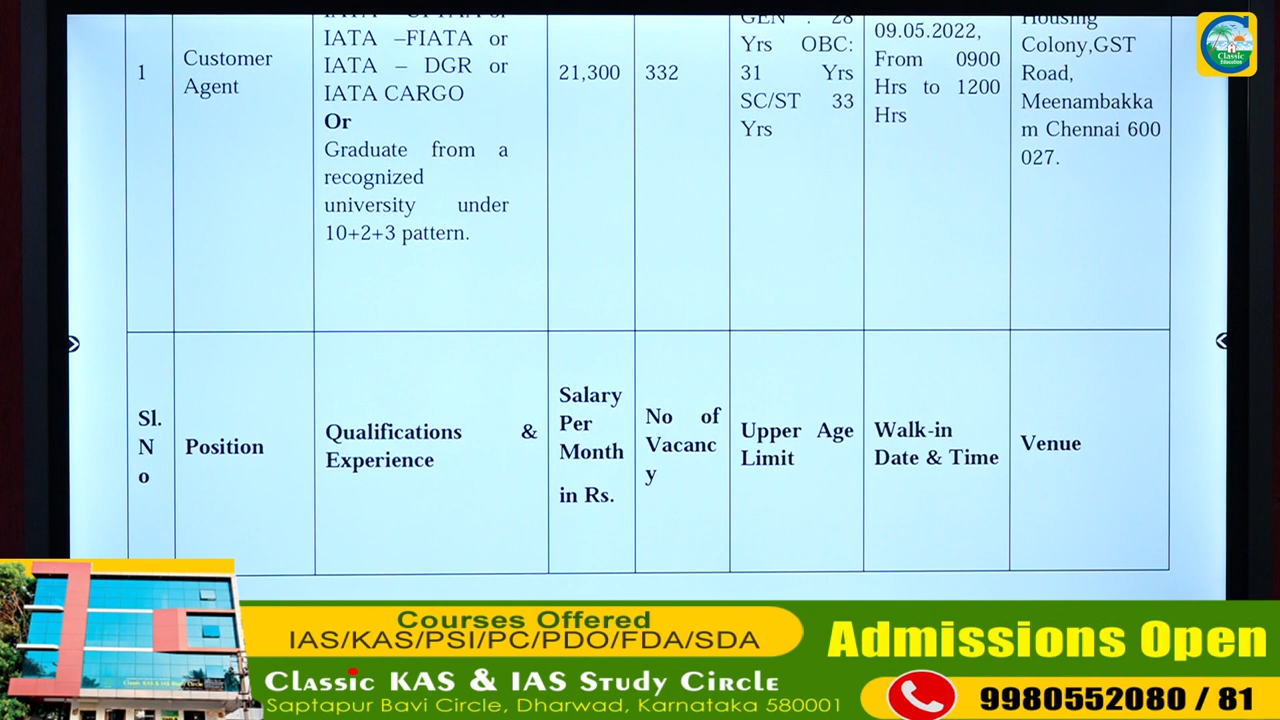 1
Customer
Agent
IATA –FIATA or
IATA – DGR or
IATA CARGO
Or
Graduate from a
recognized
university under
10+2+3 pattern.
21,300
332
GEN : 28
Yrs OBC:
31 Yrs
SC/ST 33
Yrs
09.05.2022,
From 0900
Hrs to 1200
Hrs
Housing
Colony,GST
Road,
Meenambakka
m Chennai 600
027.
Sl.
N
o
Position
Qualifications &
Experience
Salary
Per
Month
in Rs.
No of
Vacanc
y
Upper Age
Limit
Walk-in
Date & Time
Venue
Classic
Education
Courses Offered
IAS/KAS/PSI/PC/PDO/FDA/SDA
Classic KAS & IAS Study Circle
Saptapur Bavi Circle, Dharwad, Karnataka 580001
Admissions Open
9980552080 / 81